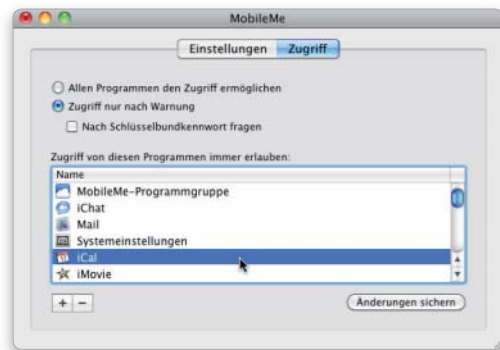 MobileMe
Einstellungen Zugriff
Allen Programmen den Zugriff ermöglichen
Zugriff nur nach Warnung
Nach Schlüsselbundkennwort fragen
Zugriff von diesen Programmen immer erlauben:
Name
MobileMe-Programmgruppe
iChat
Mail
Systemeinstellungen
iCal
iMovie
+ −
Änderungen sichern